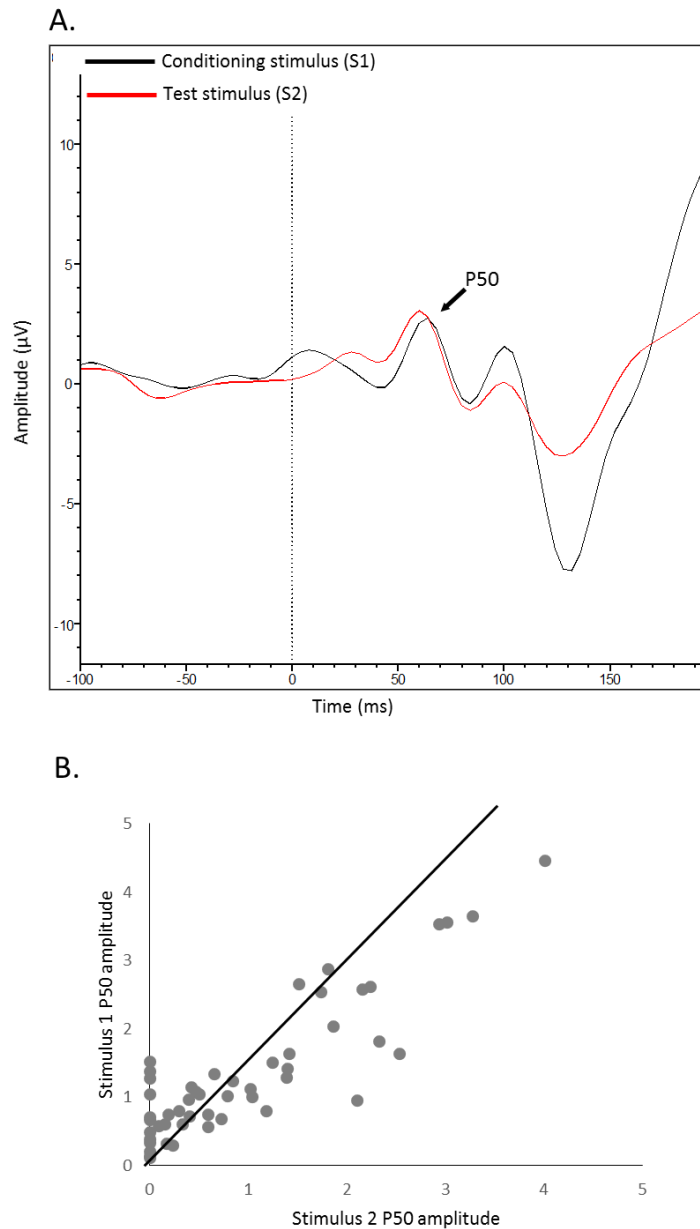 A.
Conditioning stimulus (S1)
Test stimulus (S2)
10
5
P50
0
-5
-10
Amplitude (µV)
-100 -50 0 50 100 150
Time (ms)
B.
5
4
3
2
1
0
Stimulus 1 P50 amplitude
0 1 2 3 4 5
Stimulus 2 P50 amplitude